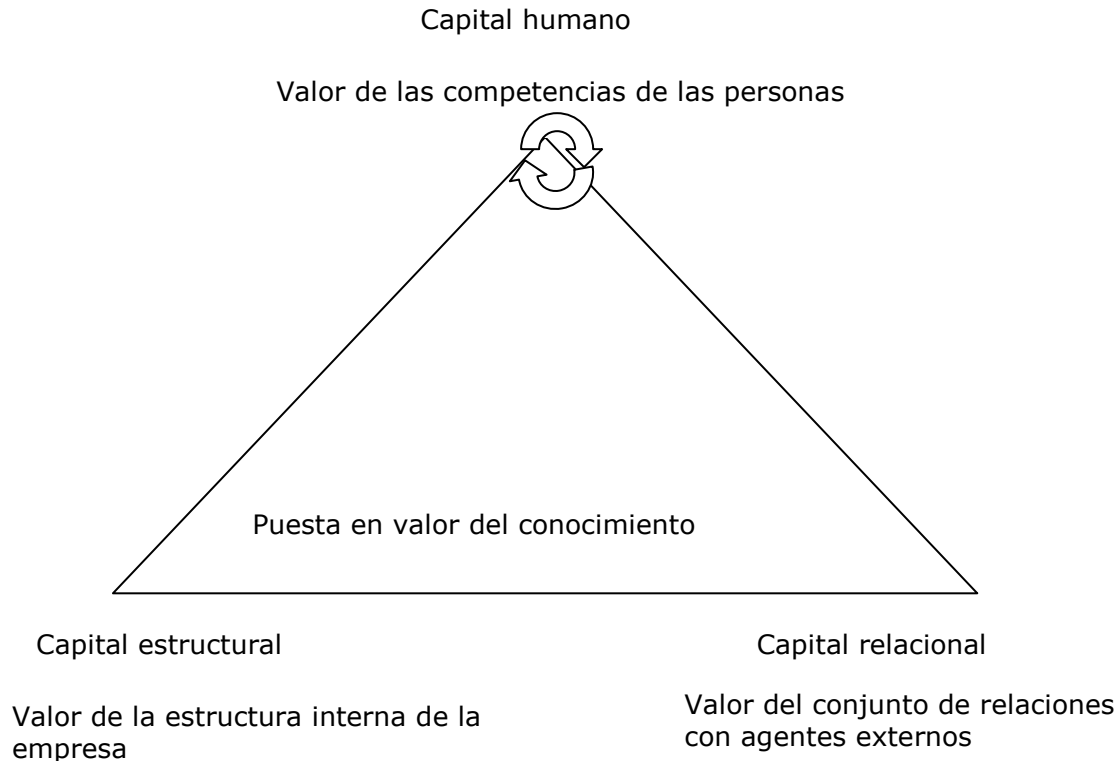 Capital humano
Valor de las competencias de las personas
Puesta en valor del conocimiento
Capital estructural
Capital relacional
Valor de la estructura interna de la
empresa
Valor del conjunto de relaciones
con agentes externos